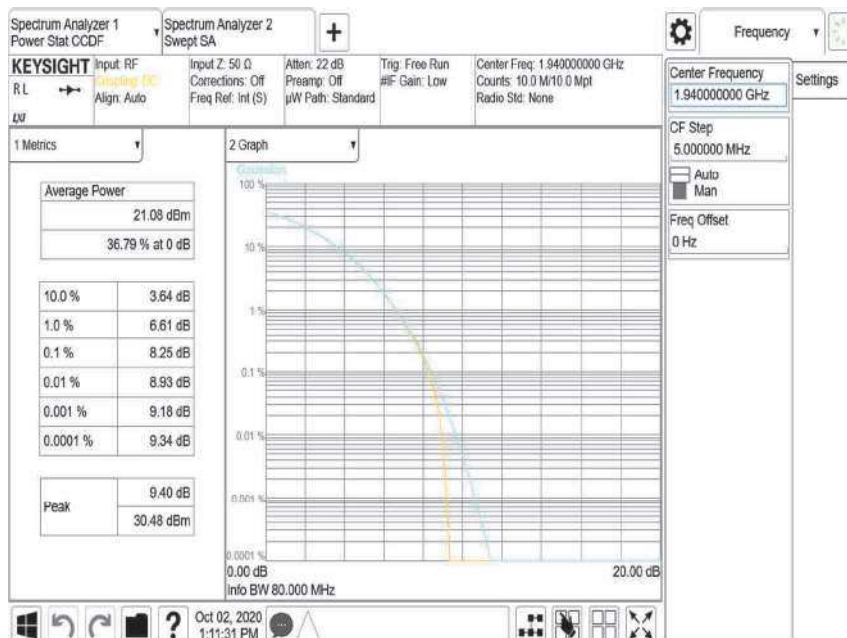 Spectrum Analyzer 1
Power Stat CCDF
Spectrum Analyzer 2
Swept SA
+
Frequency
KEYSIGHT
RL
LXI
Input: RF
Coupling: DC
Align: Auto
Input Z: 50 Ω
Corrections: Off
Freq Ref: Int (S)
Atten: 22 dB
Preamp: Off
µW Path: Standard
Trig: Free Run
#IF Gain: Low
Center Freq: 1.940000000 GHz
Counts: 10.0 M/10.0 Mpt
Radio Std: None
Center Frequency
1.940000000 GHz
Settings
CF Step
5.000000 MHz
Auto
Man
Freq Offset
0 Hz
1 Metrics
Average Power
21.08 dBm
36.79 % at 0 dB
10.0 % 3.64 dB
1.0 % 6.61 dB
0.1 % 8.25 dB
0.01 % 8.93 dB
0.001 % 9.18 dB
0.0001 % 9.34 dB
Peak
9.40 dB
30.48 dBm
2 Graph
Gaussian
100 %
10 %
1 %
0.1 %
0.01 %
0.001 %
0.0001 %
0.00 dB 20.00 dB
Info BW 80.000 MHz
?
Oct 02, 2020
1:11:31 PM